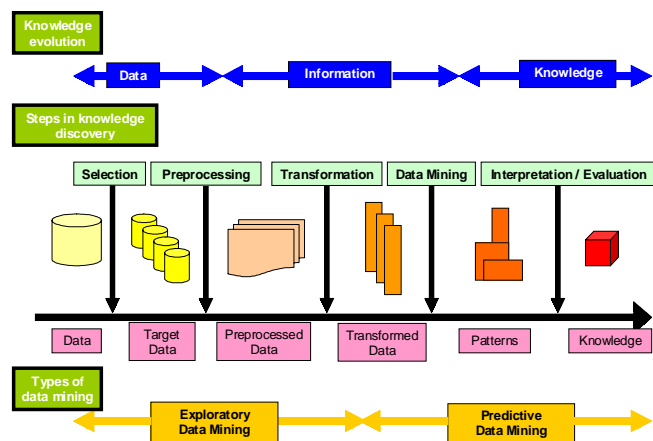 Knowledge
evolution
Data
Information
Knowledge
Steps in knowledge
discovery
Selection
Preprocessing
Transformation
Data Mining
Interpretation / Evaluation
Data
Target
Data
Preprocessed
Data
Transformed
Data
Patterns
Knowledge
Types of
data mining
Exploratory
Data Mining
Predictive
Data Mining